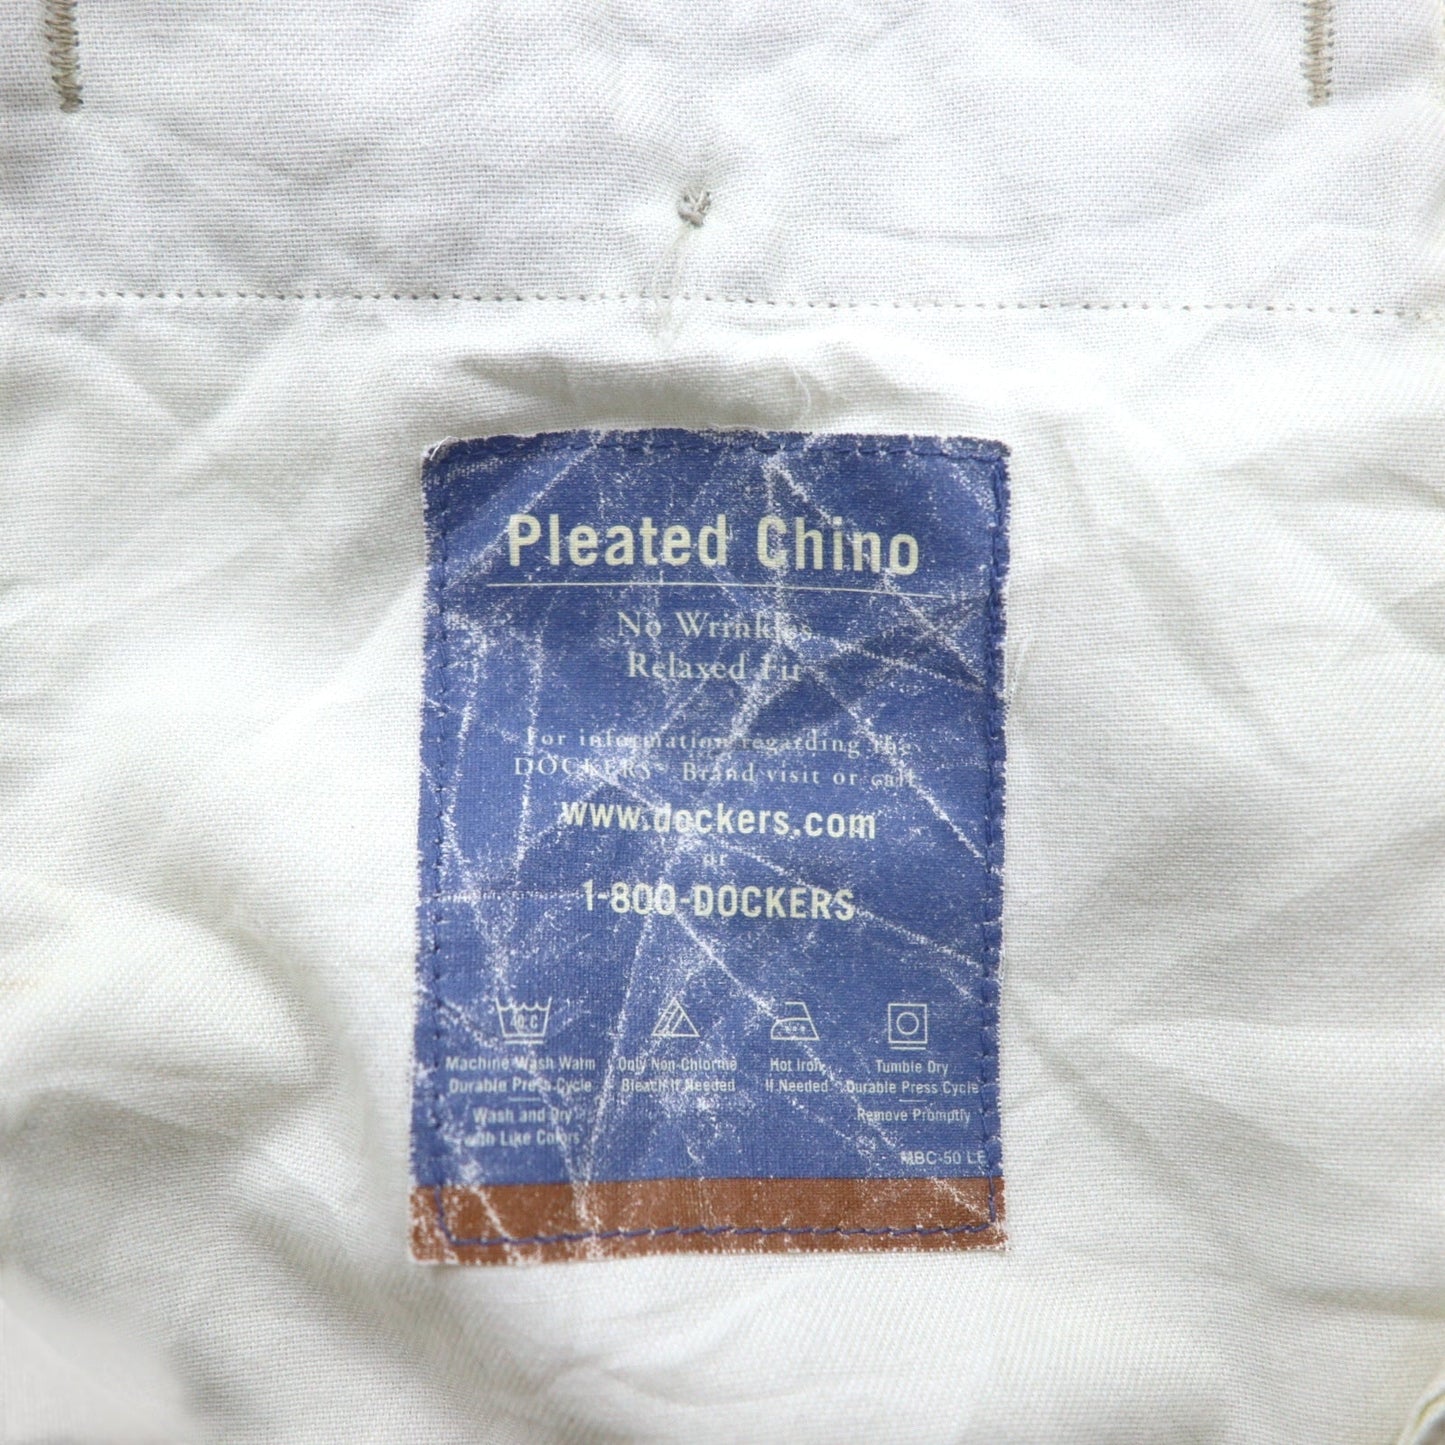 Pleated Chino
No Wrinkles
Relaxed Fit
For information regarding the
DOCKERS® Brand visit or call
www.dockers.com
or
1-800-DOCKERS
40°C
Machine Wash Warm
Durable Press Cycle
Wash and Dry
with Like Colors
Only Non-Chlorine
Bleach If Needed
Hot Iron
If Needed
Tumble Dry
Durable Press Cycle
Remove Promptly
MBC-50 LE